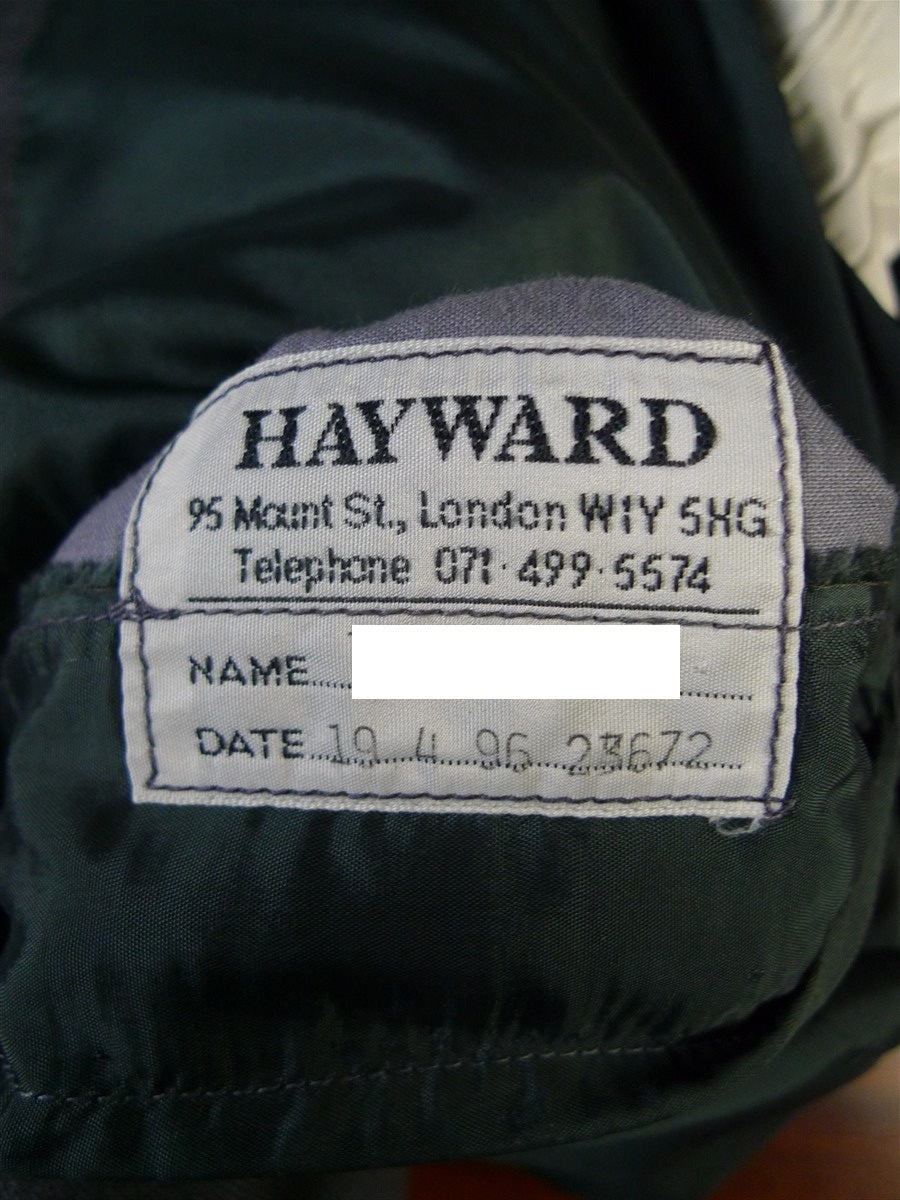 HAYWARD
95 Mount St., London W1Y 5HG
Telephone 071·499·5574
NAME
DATE 19 4 96